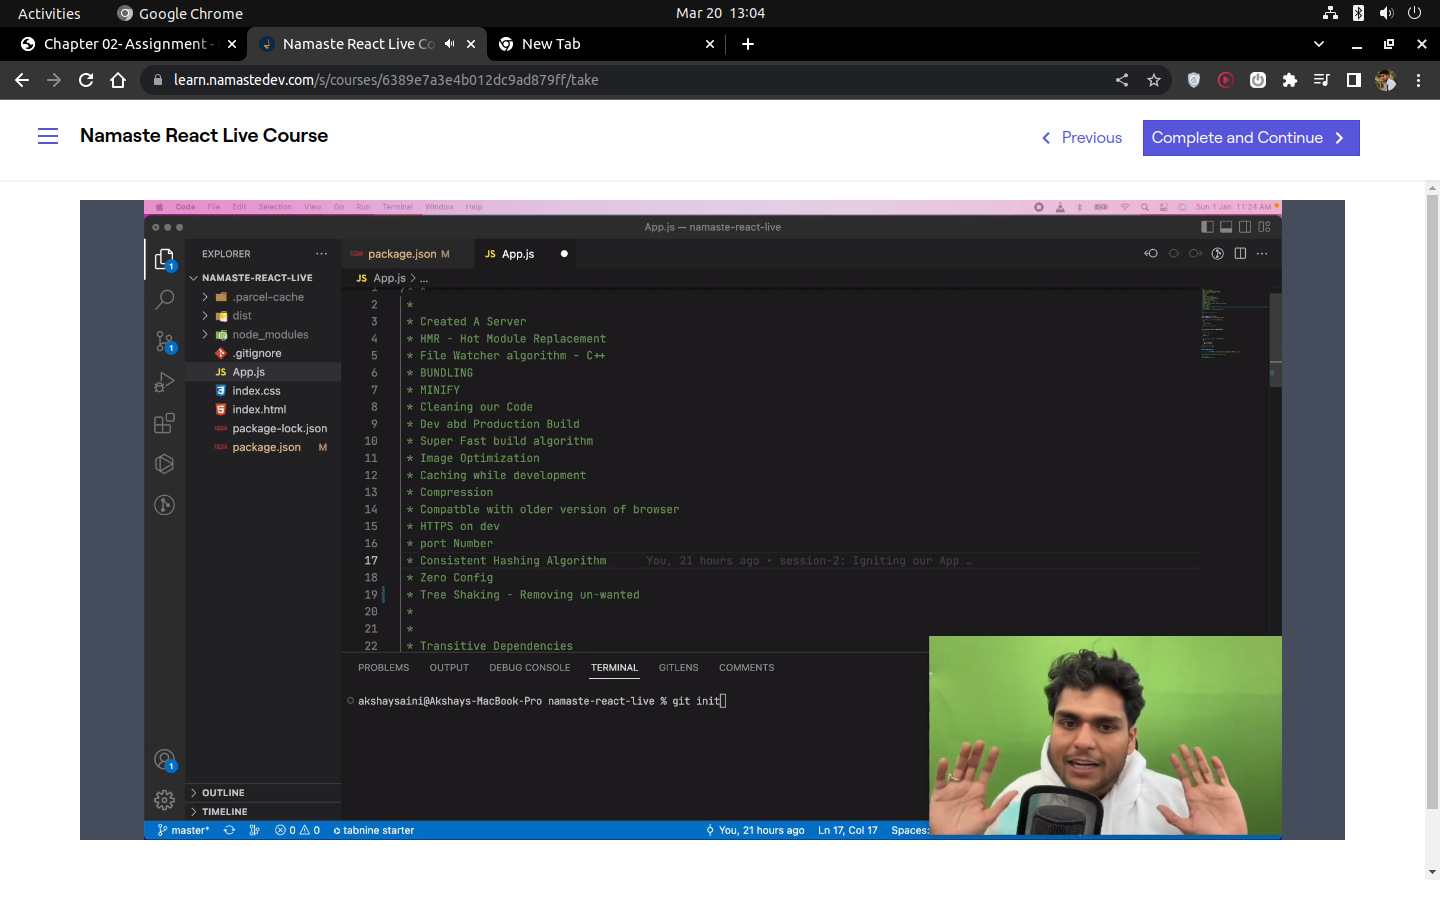 Activities
Google Chrome
Mar 20 13:04
Chapter 02- Assignment -
Namaste React Live Co
New Tab
learn.namastedev.com/s/courses/6389e7a3e4b012dc9ad879ff/take
Namaste React Live Course
Previous
Complete and Continue
Code File Edit Selection View Go Run Terminal Window Help
Sun 1 Jan 11:24 AM
App.js — namaste-react-live
EXPLORER
package.json M
JS App.js
NAMASTE-REACT-LIVE
JS App.js > ...
.parcel-cache
dist
node_modules
.gitignore
JS App.js
index.css
index.html
package-lock.json
package.json M
1 /**
2 *
3 * Created A Server
4 * HMR - Hot Module Replacement
5 * File Watcher algorithm - C++
6 * BUNDLING
7 * MINIFY
8 * Cleaning our Code
9 * Dev abd Production Build
10 * Super Fast build algorithm
11 * Image Optimization
12 * Caching while development
13 * Compression
14 * Compatble with older version of browser
15 * HTTPS on dev
16 * port Number
17 * Consistent Hashing Algorithm You, 21 hours ago • session-2: Igniting our App …
18 * Zero Config
19 * Tree Shaking - Removing un-wanted
20 *
21 *
22 * Transitive Dependencies
PROBLEMS OUTPUT DEBUG CONSOLE TERMINAL GITLENS COMMENTS
akshaysaini@Akshays-MacBook-Pro namaste-react-live % git init
OUTLINE
TIMELINE
master* 0 0 tabnine starter You, 21 hours ago Ln 17, Col 17 Spaces: